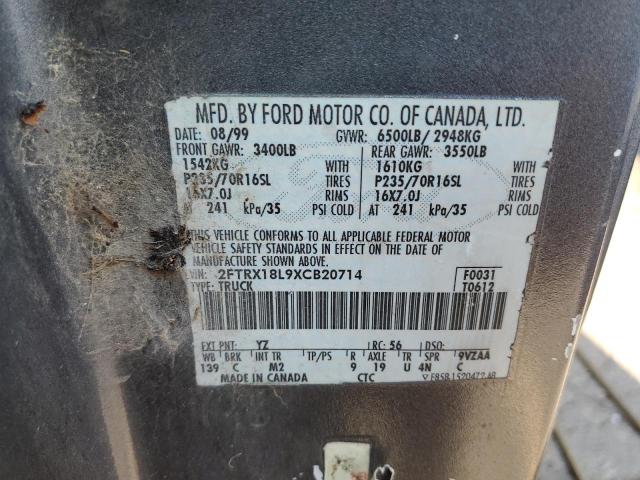 MFD. BY FORD MOTOR CO. OF CANADA, LTD.
DATE: 08/99 GVWR: 6500LB/ 2948KG
FRONT GAWR: 3400LB REAR GAWR: 3550LB
1542KG WITH 1610KG WITH
P235/70R16SL TIRES P235/70R16SL TIRES
16X7.0J RIMS 16X7.0J RIMS
AT 241 kPa/35 PSI COLD AT 241 kPa/35 PSI COLD
THIS VEHICLE CONFORMS TO ALL APPLICABLE FEDERAL MOTOR
VEHICLE SAFETY STANDARDS IN EFFECT ON THE DATE OF
MANUFACTURE SHOWN ABOVE.
VIN: 2FTRX18L9XCB20714 F0031
TYPE: TRUCK T0612
EXT PNT: YZ RC: 56 DSO:
WB BRK INT TR TP/PS R AXLE TR SPR 9VZAA
139 C M2 9 19 U 4N C
MADE IN CANADA CTC F85B 1520472 AB